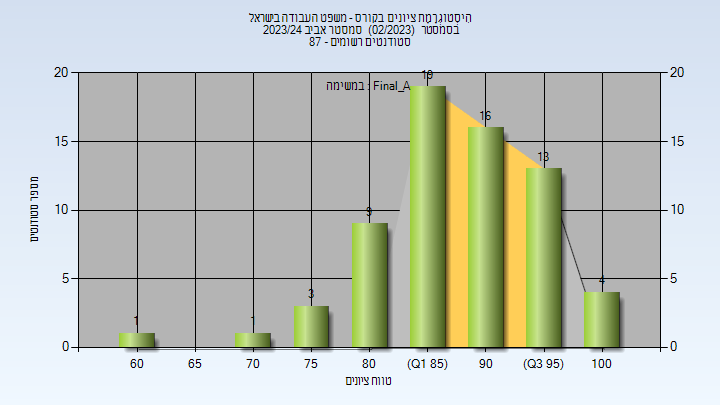 היסטוגרמת ציונים בקורס - משפט העבודה בישראל
בסמסטר (02/2023) סמסטר אביב 2023/24
סטודנטים רשומים - 87
במשימה : Final_A
20 20
15 15
10 10
5 5
0 0
19
16
13
9
4
3
1
1
מספר סטודנטים
60 65 70 75 80 (Q1 85) 90 (Q3 95) 100
טווח ציונים